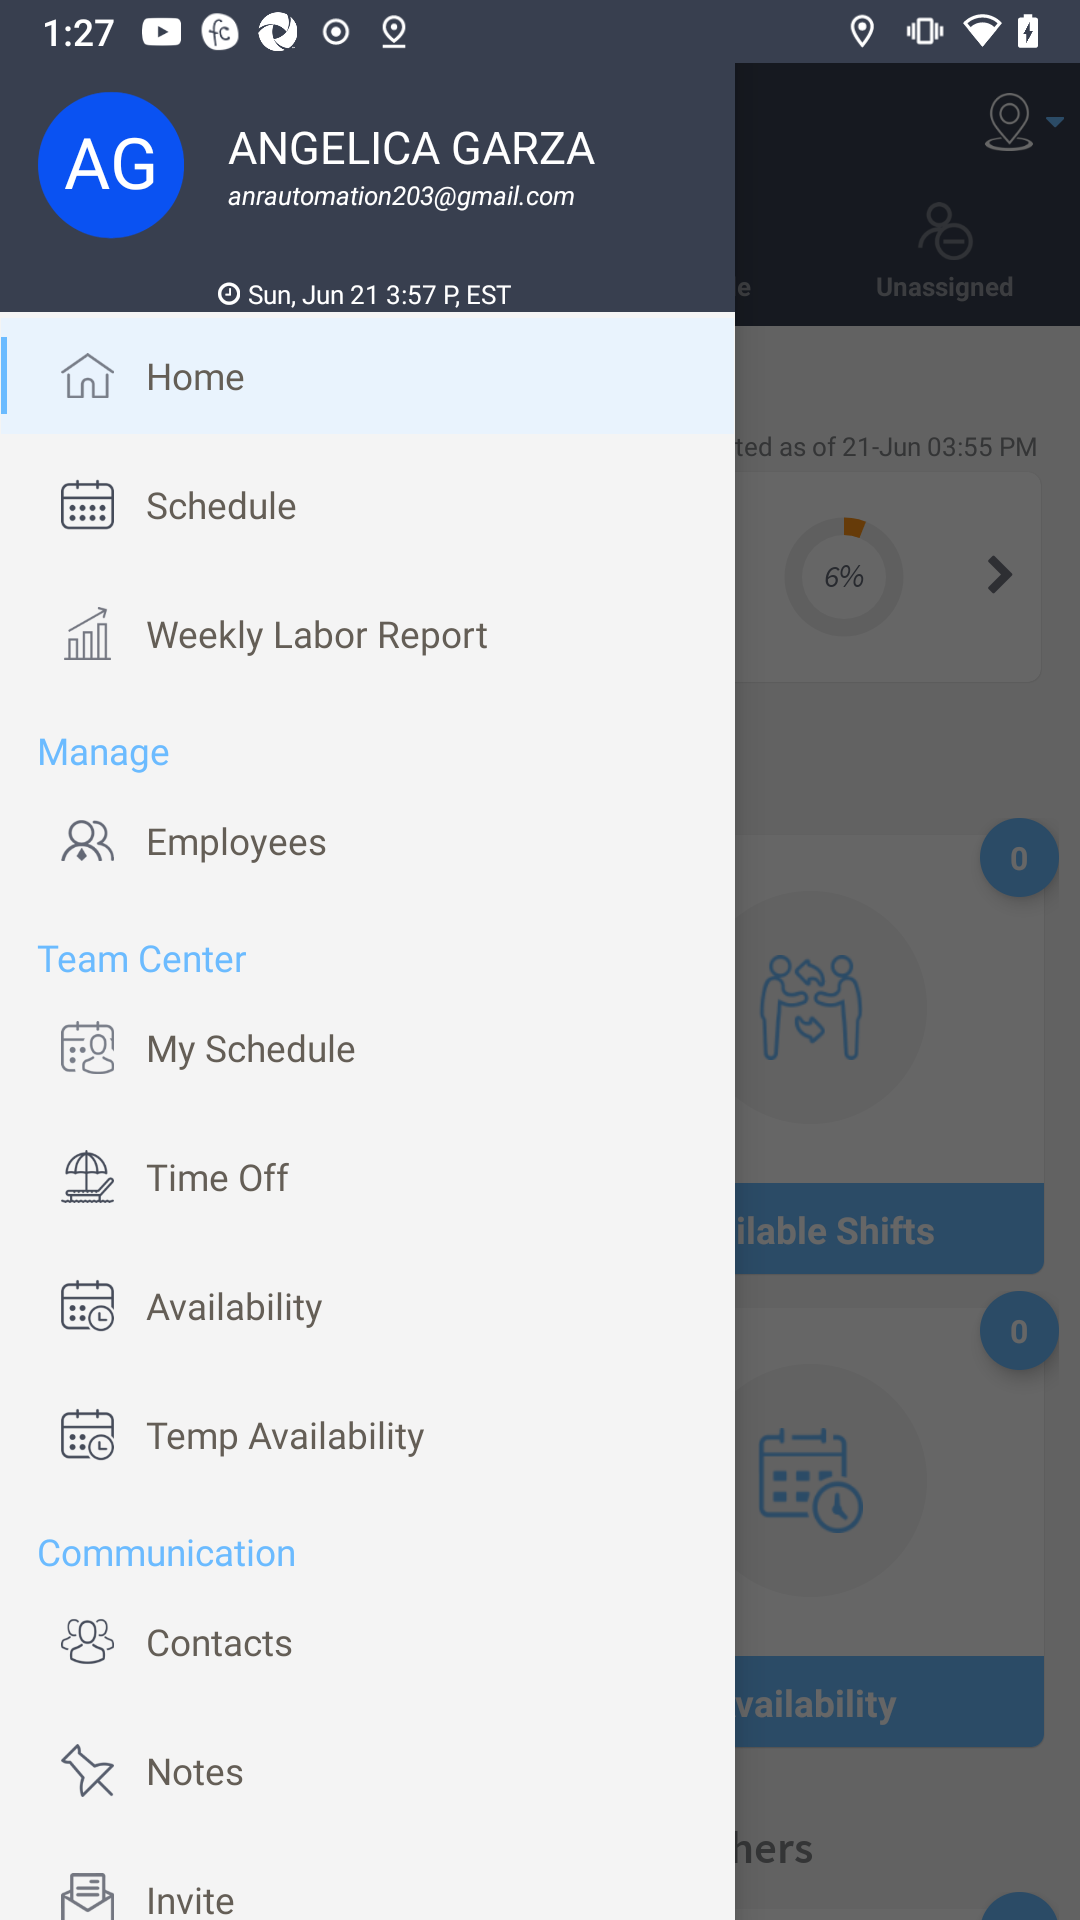 1:27
AG
ANGELICA GARZA
anrautomation203@gmail.com
Sun, Jun 21 3:57 P, EST
Unassigned
Home
ted as of 21-Jun 03:55 PM
Schedule
6%
Weekly Labor Report
Manage
Employees
0
Team Center
My Schedule
Time Off
ilable Shifts
Availability
0
Temp Availability
Communication
Contacts
vailability
Notes
hers
Invite